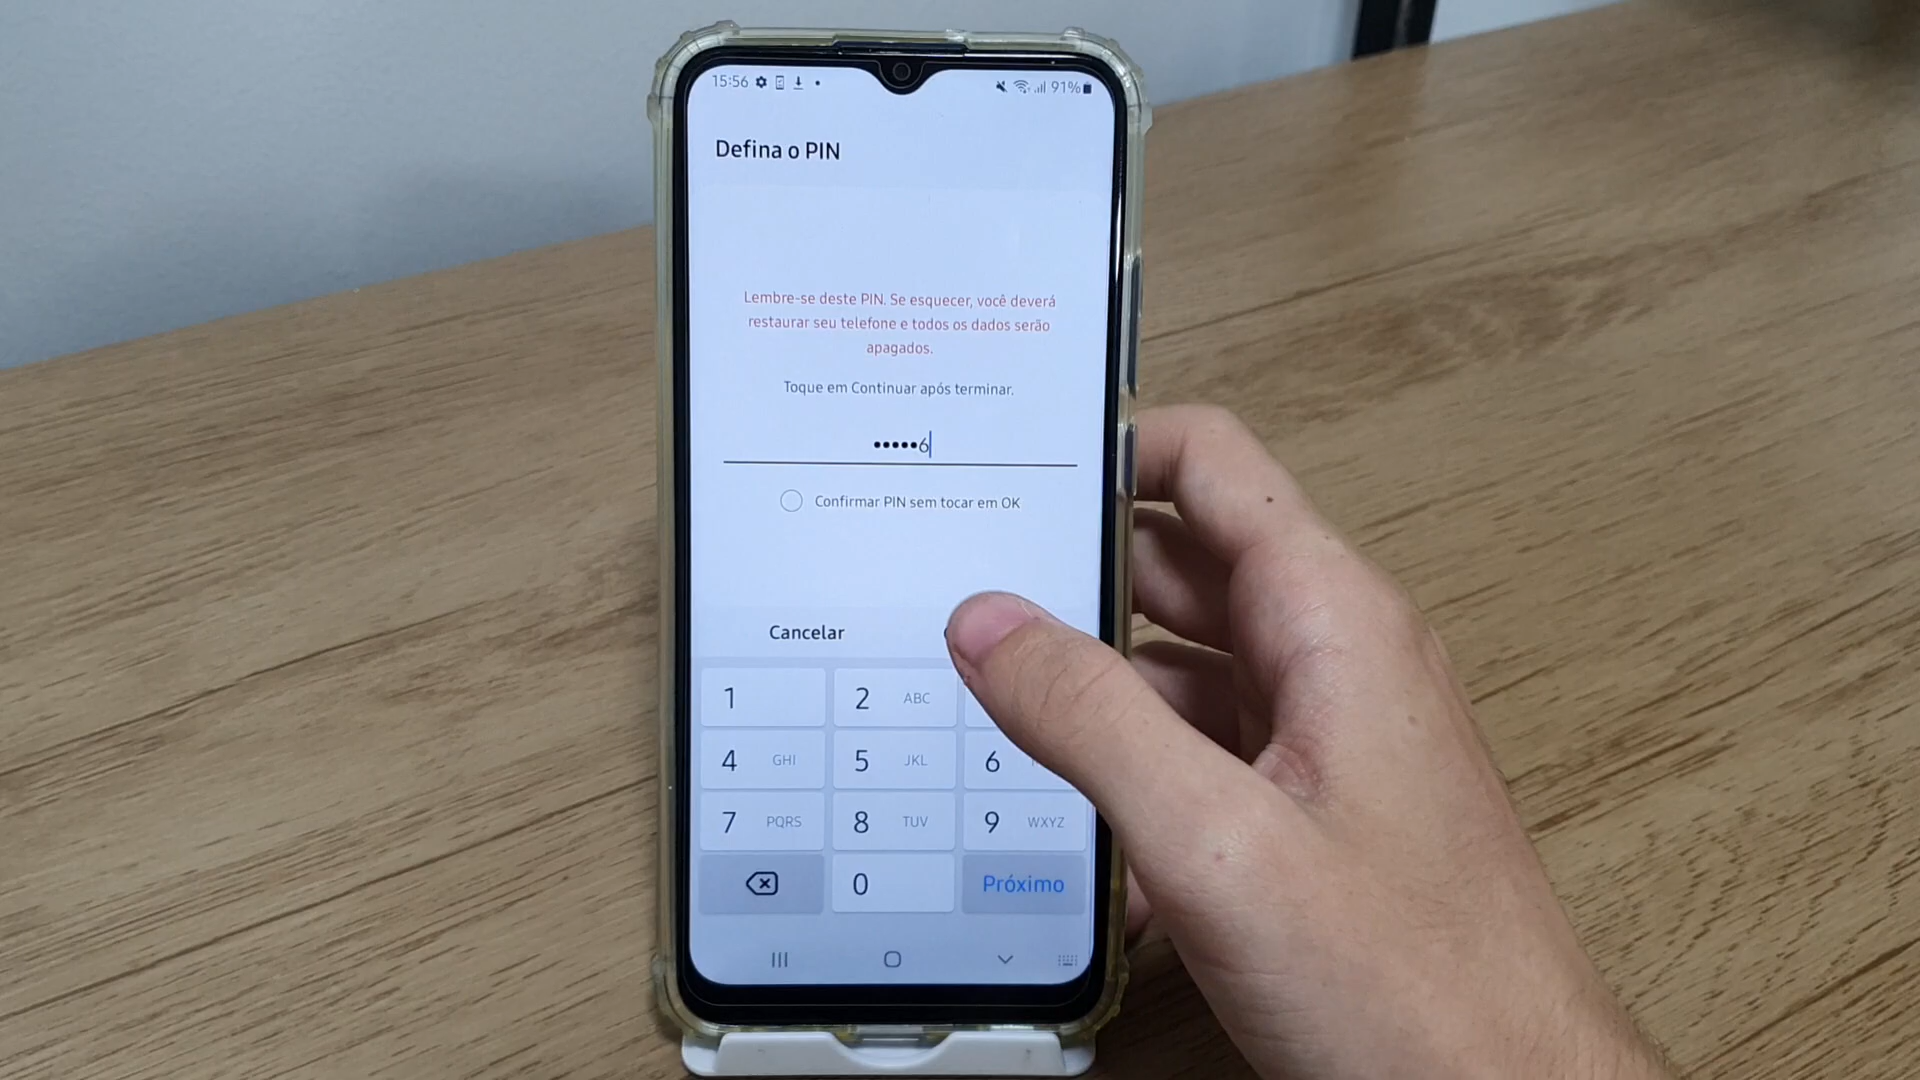 15:56
91%
Defina o PIN
Lembre-se deste PIN. Se esquecer, você deverá
restaurar seu telefone e todos os dados serão
apagados.
Toque em Continuar após terminar.
•••••6
Confirmar PIN sem tocar em OK
Cancelar
1
2 ABC
4 GHI
5 JKL
6
7 PQRS
8 TUV
9 WXYZ
0
Próximo